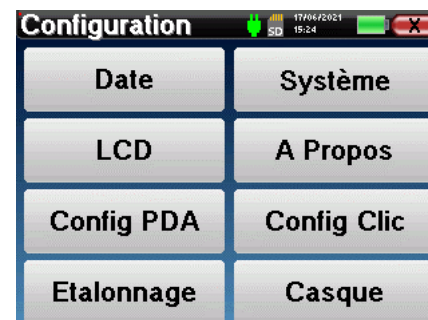 Configuration
SD
17/06/2021
15:24
X
Date
Système
LCD
A Propos
Config PDA
Config Clic
Etalonnage
Casque